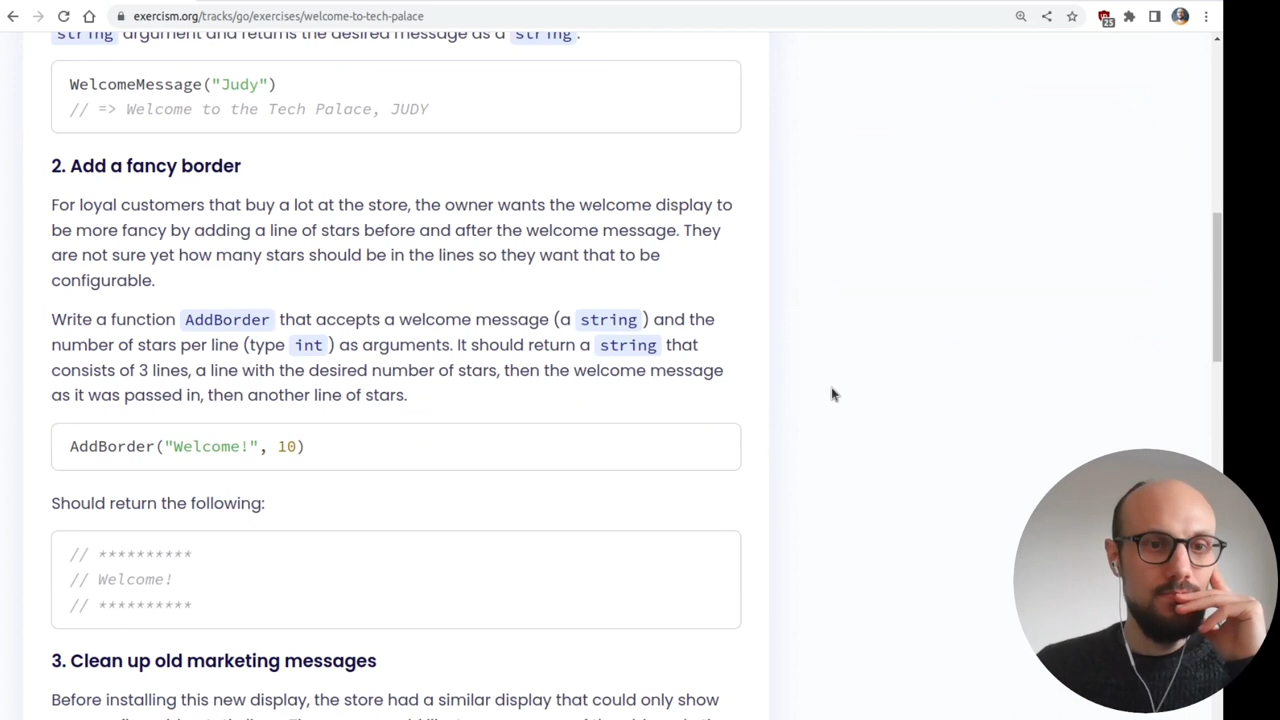 exercism.org/tracks/go/exercises/welcome-to-tech-palace
25
string argument and returns the desired message as a string.
WelcomeMessage("Judy")
// => Welcome to the Tech Palace, JUDY
2. Add a fancy border
For loyal customers that buy a lot at the store, the owner wants the welcome display to
be more fancy by adding a line of stars before and after the welcome message. They
are not sure yet how many stars should be in the lines so they want that to be
configurable.
Write a function AddBorder that accepts a welcome message (a string) and the
number of stars per line (type int) as arguments. It should return a string that
consists of 3 lines, a line with the desired number of stars, then the welcome message
as it was passed in, then another line of stars.
AddBorder("Welcome!", 10)
Should return the following:
// **********
// Welcome!
// **********
3. Clean up old marketing messages
Before installing this new display, the store had a similar display that could only show